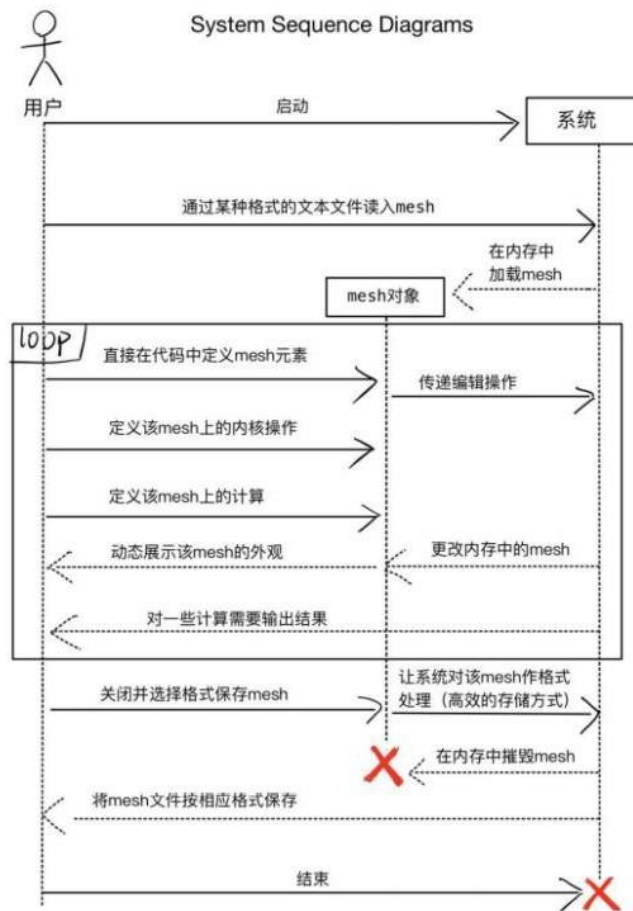 System Sequence Diagrams
用户
启动
系统
通过某种格式的文本文件读入mesh
在内存中
加载mesh
mesh对象
loop
直接在代码中定义mesh元素
传递编辑操作
定义该mesh上的内核操作
定义该mesh上的计算
动态展示该mesh的外观
更改内存中的mesh
对一些计算需要输出结果
关闭并选择格式保存mesh
让系统对该mesh作格式
处理（高效的存储方式）
在内存中摧毁mesh
将mesh文件按相应格式保存
结束